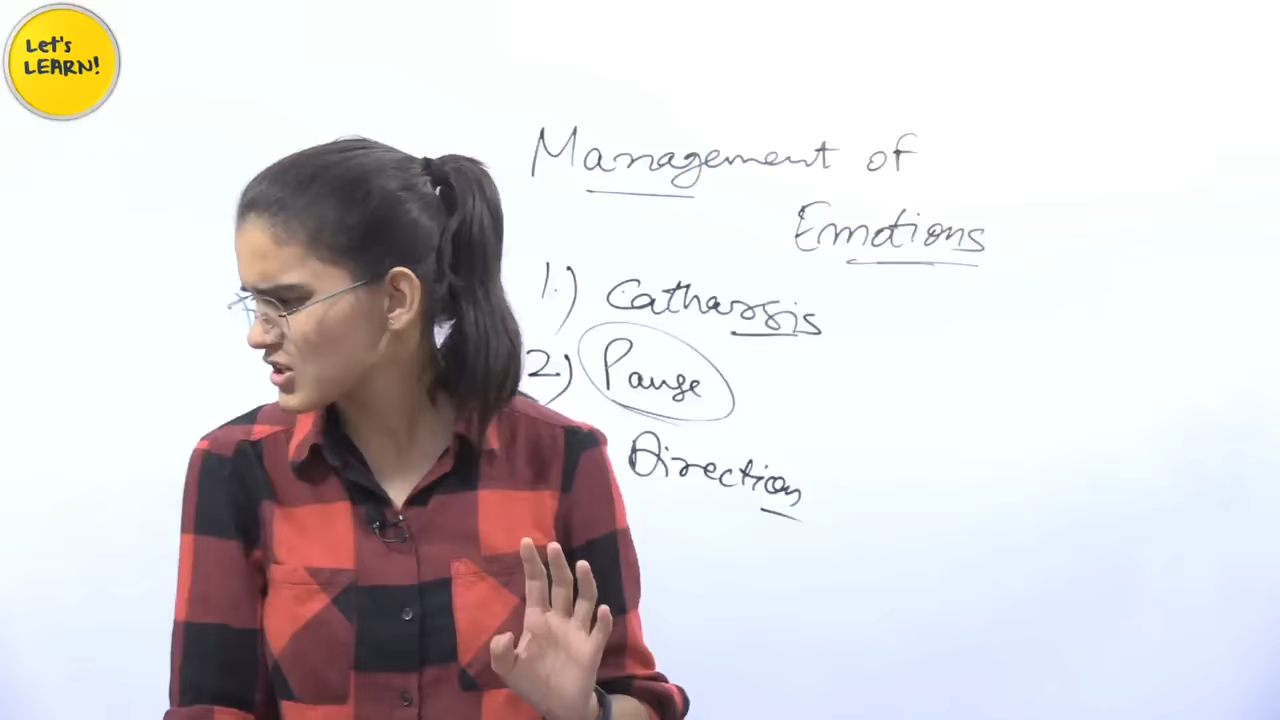 Let's
LEARN!
Management of
Emotions
1.) Catharsis
2.) Pause
Direction